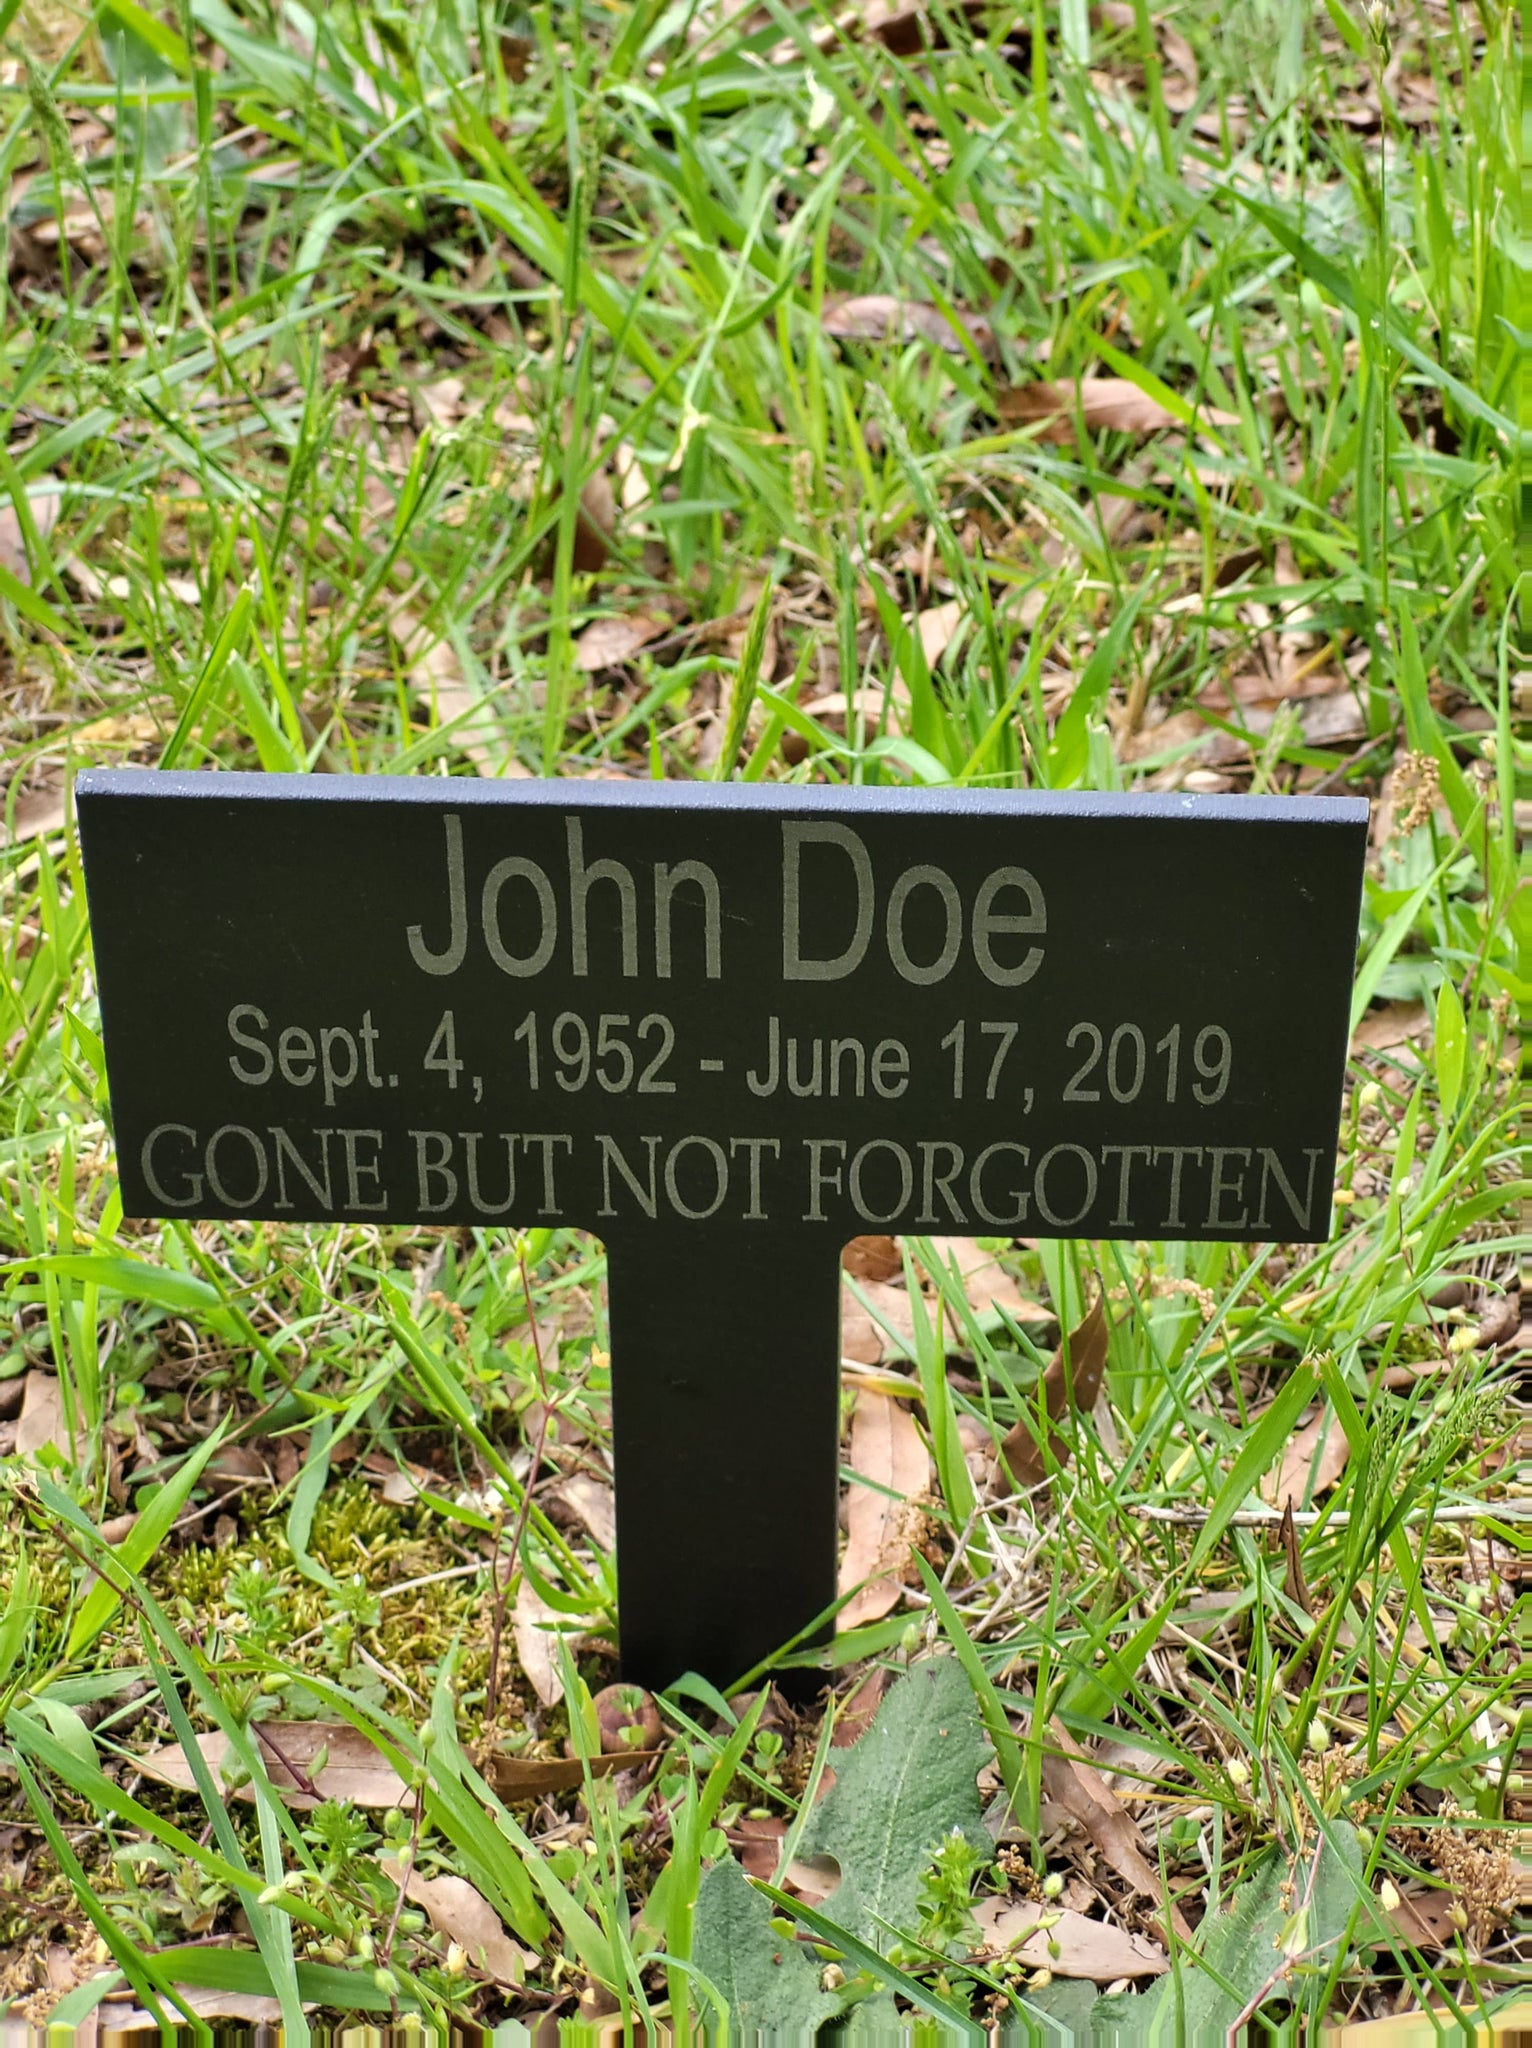 John Doe
Sept. 4, 1952 - June 17, 2019
GONE BUT NOT FORGOTTEN